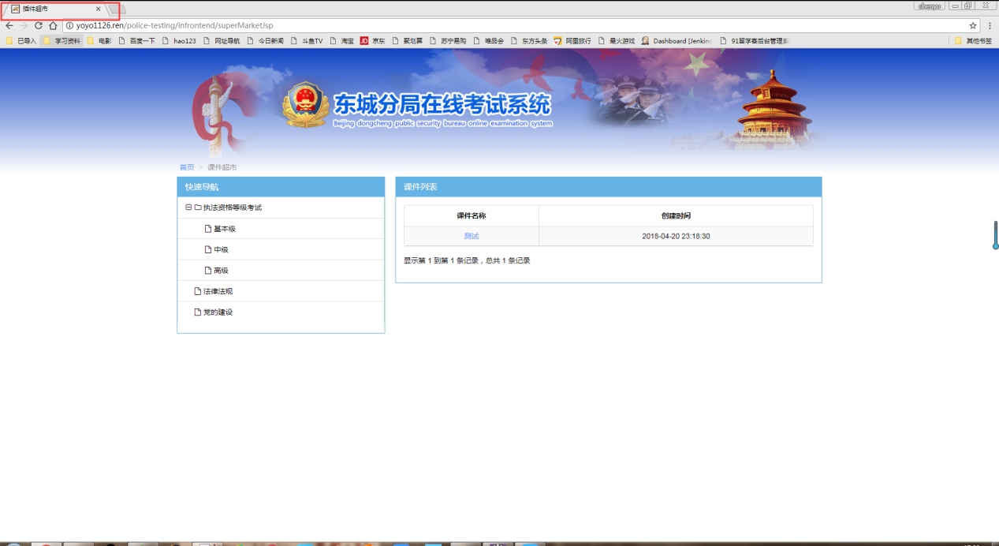 插件超市
chenyu
yoyo1126.ren/police-testing/infrontend/superMarketJsp
已导入 学习资料 电影 百度一下 hao123 网址导航 今日新闻 斗鱼TV 淘宝 JD 京东 聚划算 苏宁易购 唯品会 东方头条 阿里旅行 最火游戏 Dashboard [Jenkins 91留学客后台管理系 其他书签
东城分局在线考试系统
Beijing dongcheng public security bureau online examination system
首页 > 课件超市
快速导航
执法资格等级考试
基本级
中级
高级
法律法规
党的建设
课件列表
课件名称 创建时间
测试 2018-04-20 23:18:30
显示第 1 到第 1 条记录，总共 1 条记录